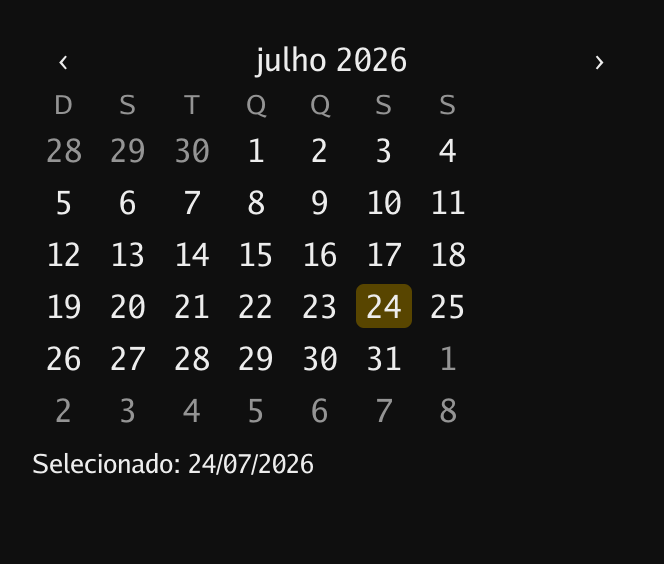 ‹ julho 2026 ›
D S T Q Q S S
28 29 30 1 2 3 4
5 6 7 8 9 10 11
12 13 14 15 16 17 18
19 20 21 22 23 24 25
26 27 28 29 30 31 1
2 3 4 5 6 7 8
Selecionado: 24/07/2026